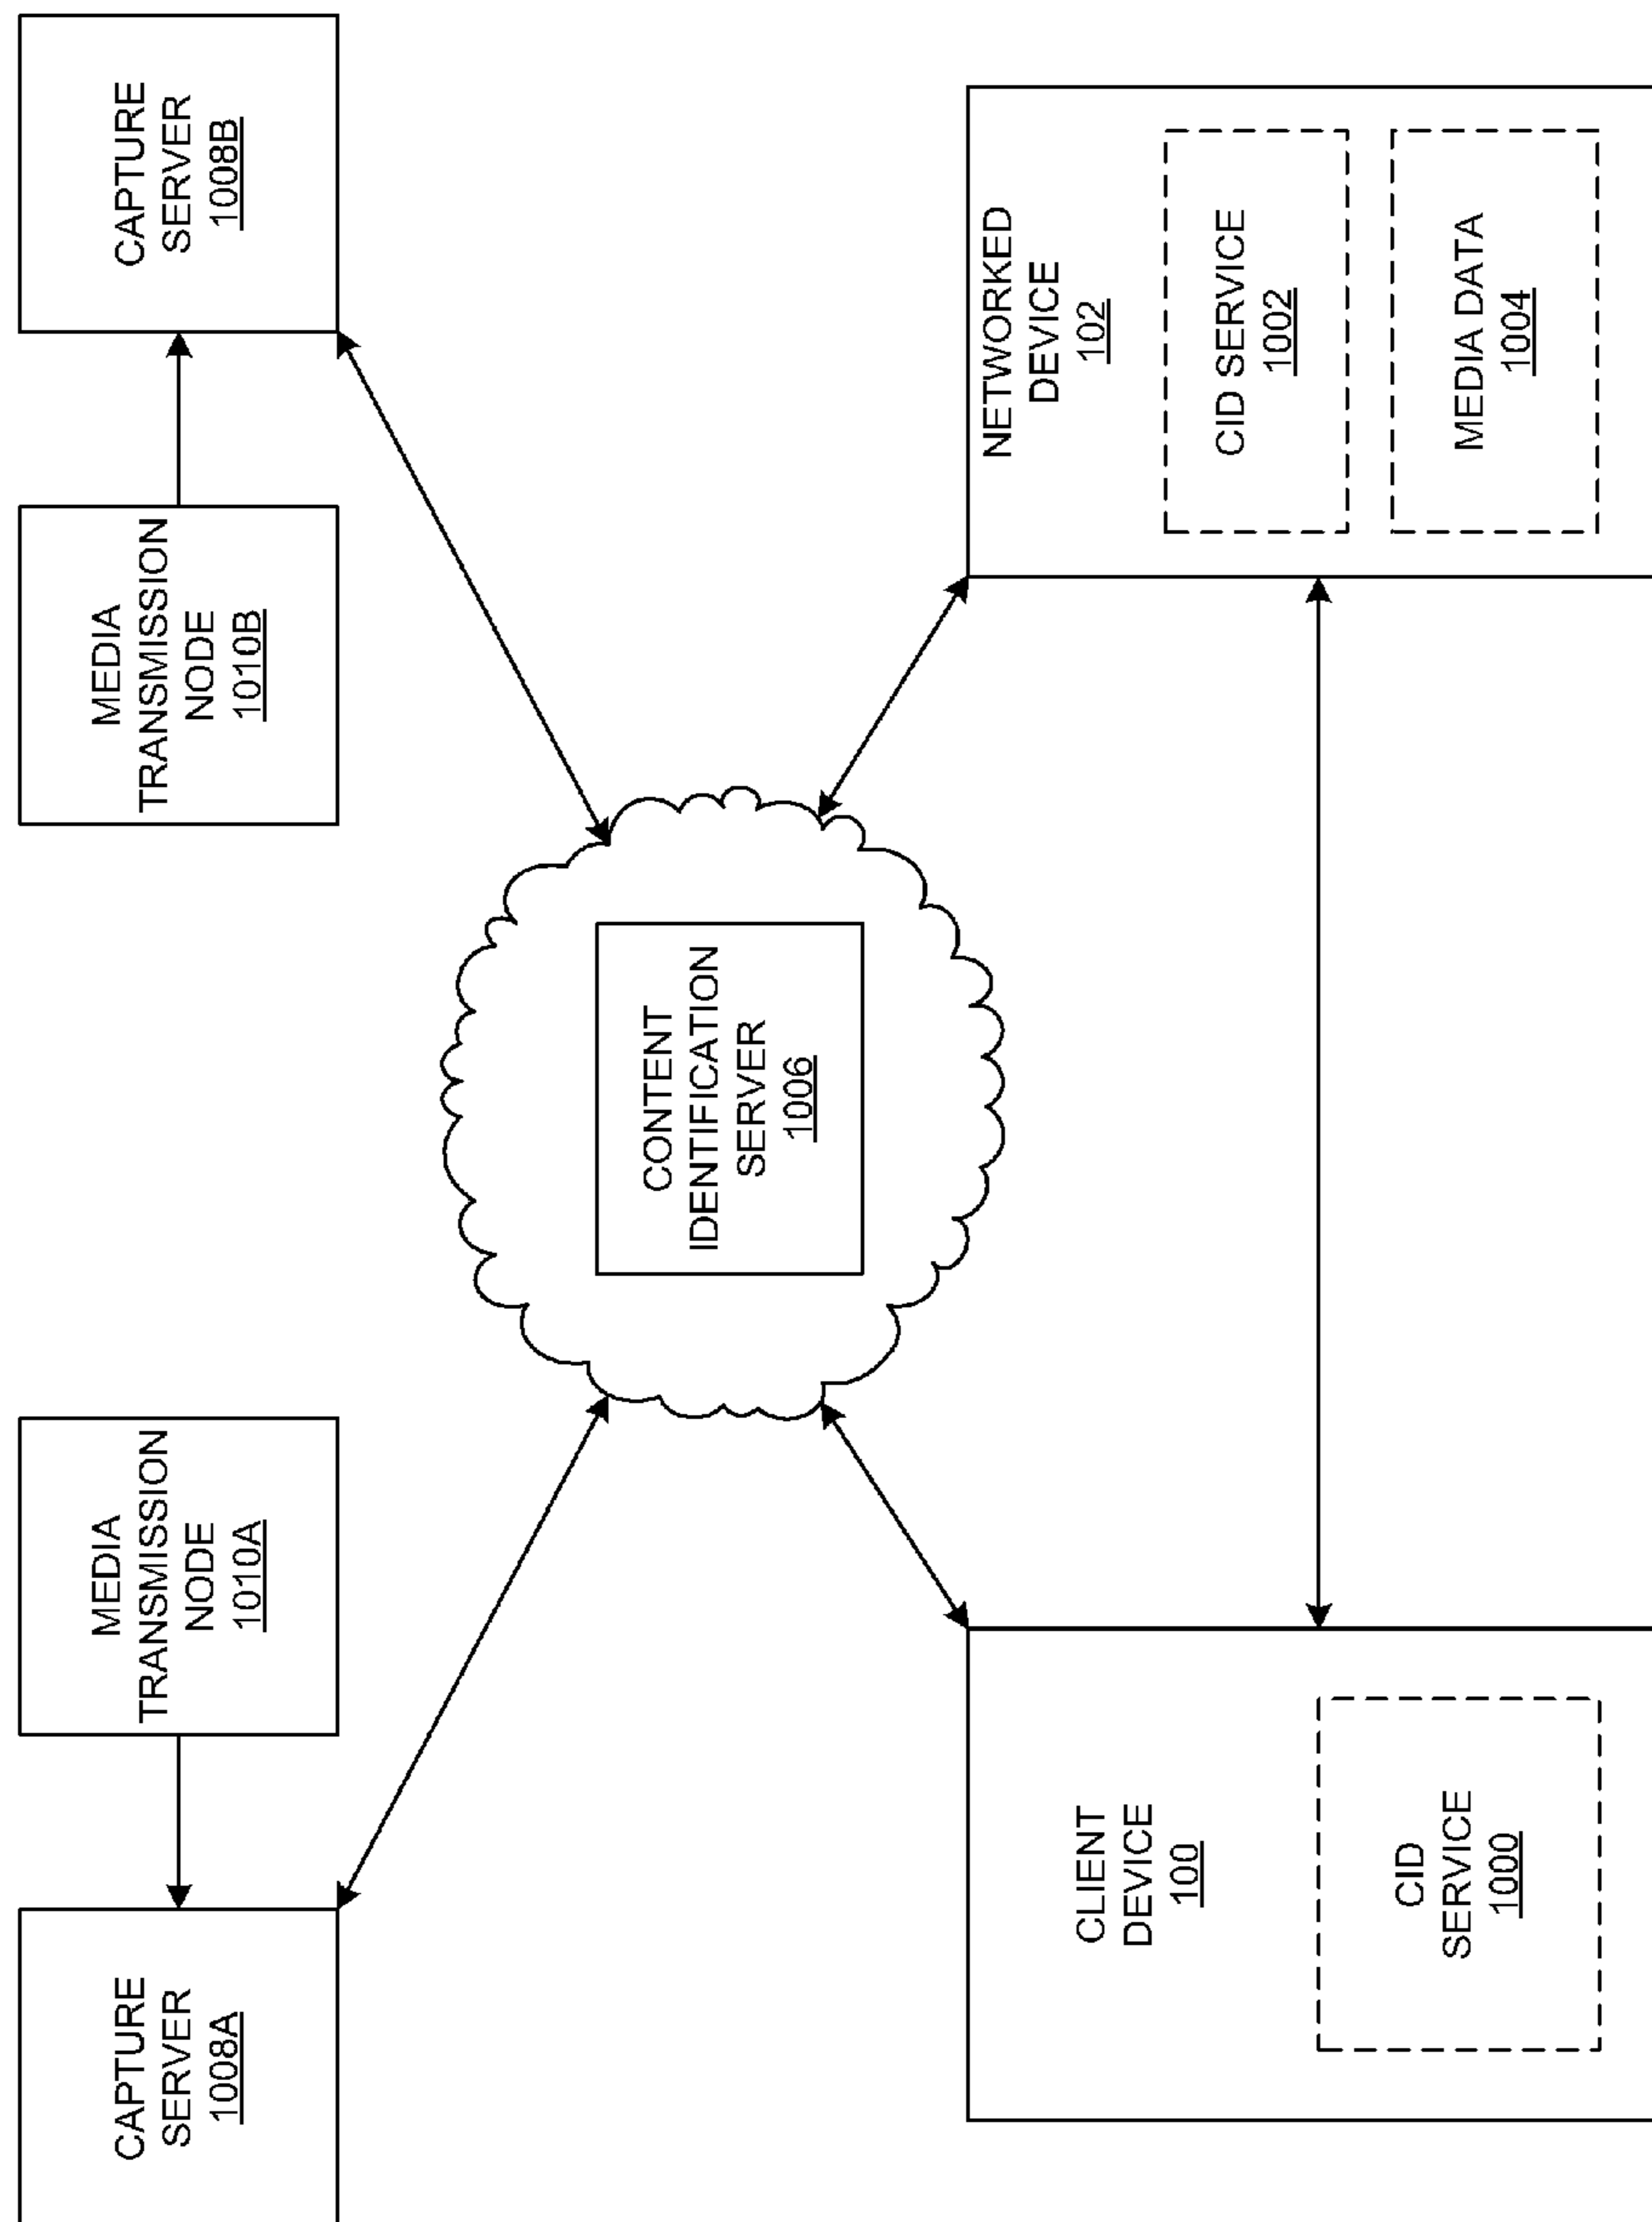 CAPTURE
SERVER
1008A
MEDIA
TRANSMISSION
NODE
1010A
MEDIA
TRANSMISSION
NODE
1010B
CAPTURE
SERVER
1008B
CONTENT
IDENTIFICATION
SERVER
1006
CLIENT
DEVICE
100
CID
SERVICE
1000
NETWORKED
DEVICE
102
CID SERVICE
1002
MEDIA DATA
1004